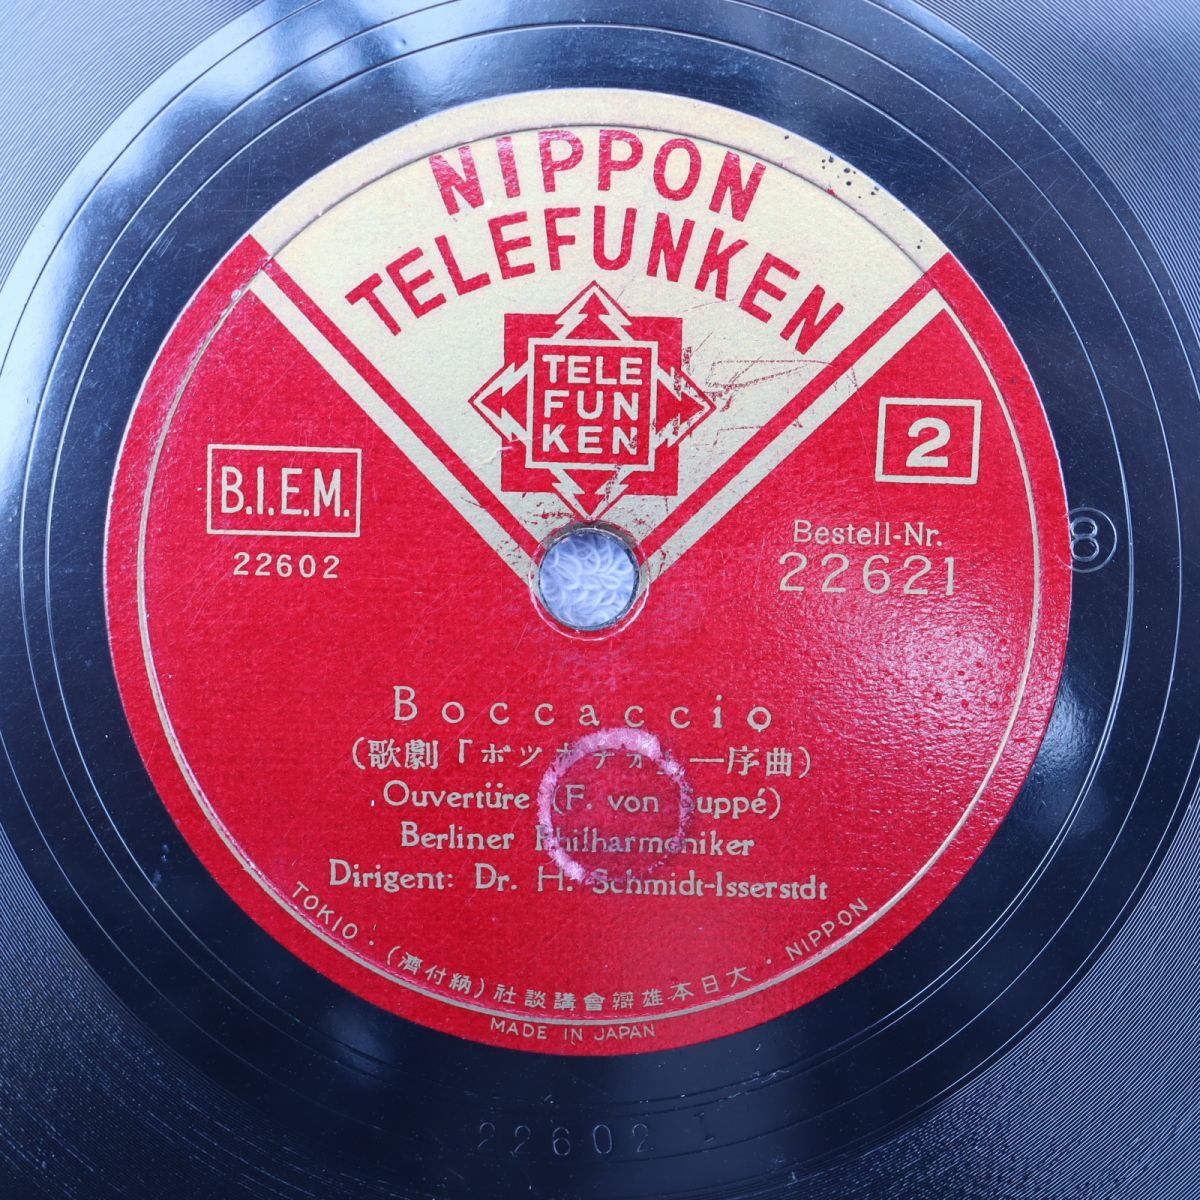 NIPPON
TELEFUNKEN
TELE
FUN
KEN
B.I.E.M.
22602
2
Bestell-Nr.
22621
8
Boccaccio
(歌劇「ボッカチオ」—序曲)
Ouvertüre (F. von Suppé)
Berliner Philharmoniker
Dirigent: Dr. H. Schmidt-Isserstdt
TOKIO · (濟付納)社談講會辯雄本日大 · NIPPON
MADE IN JAPAN
22602 I